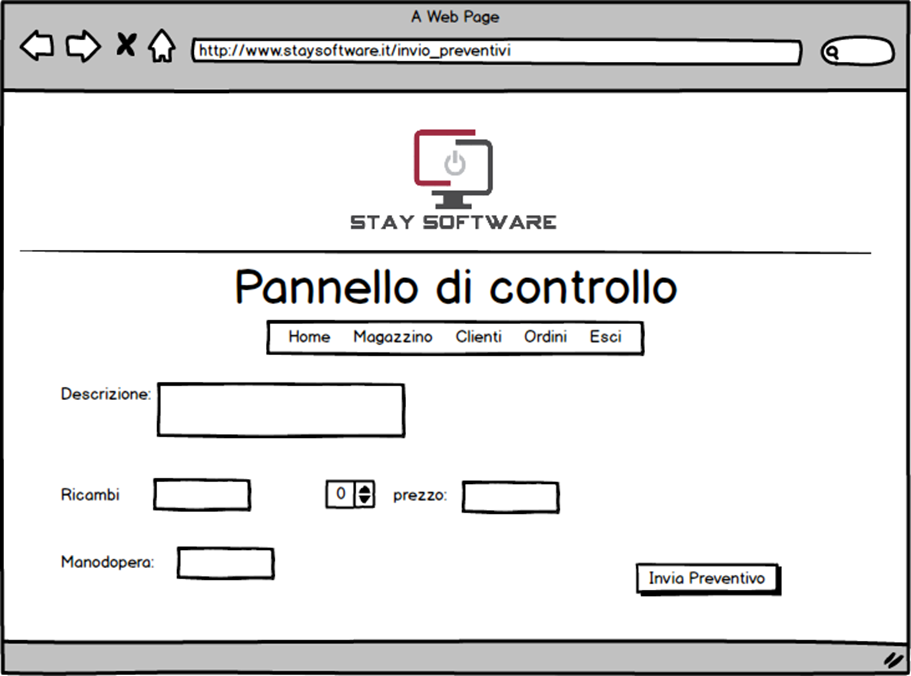 A Web Page
http://www.staysoftware.it/invio_preventivi
STAY SOFTWARE
Pannello di controllo
Home Magazzino Clienti Ordini Esci
Descrizione:
Ricambi 0 prezzo:
Manodopera:
Invia Preventivo